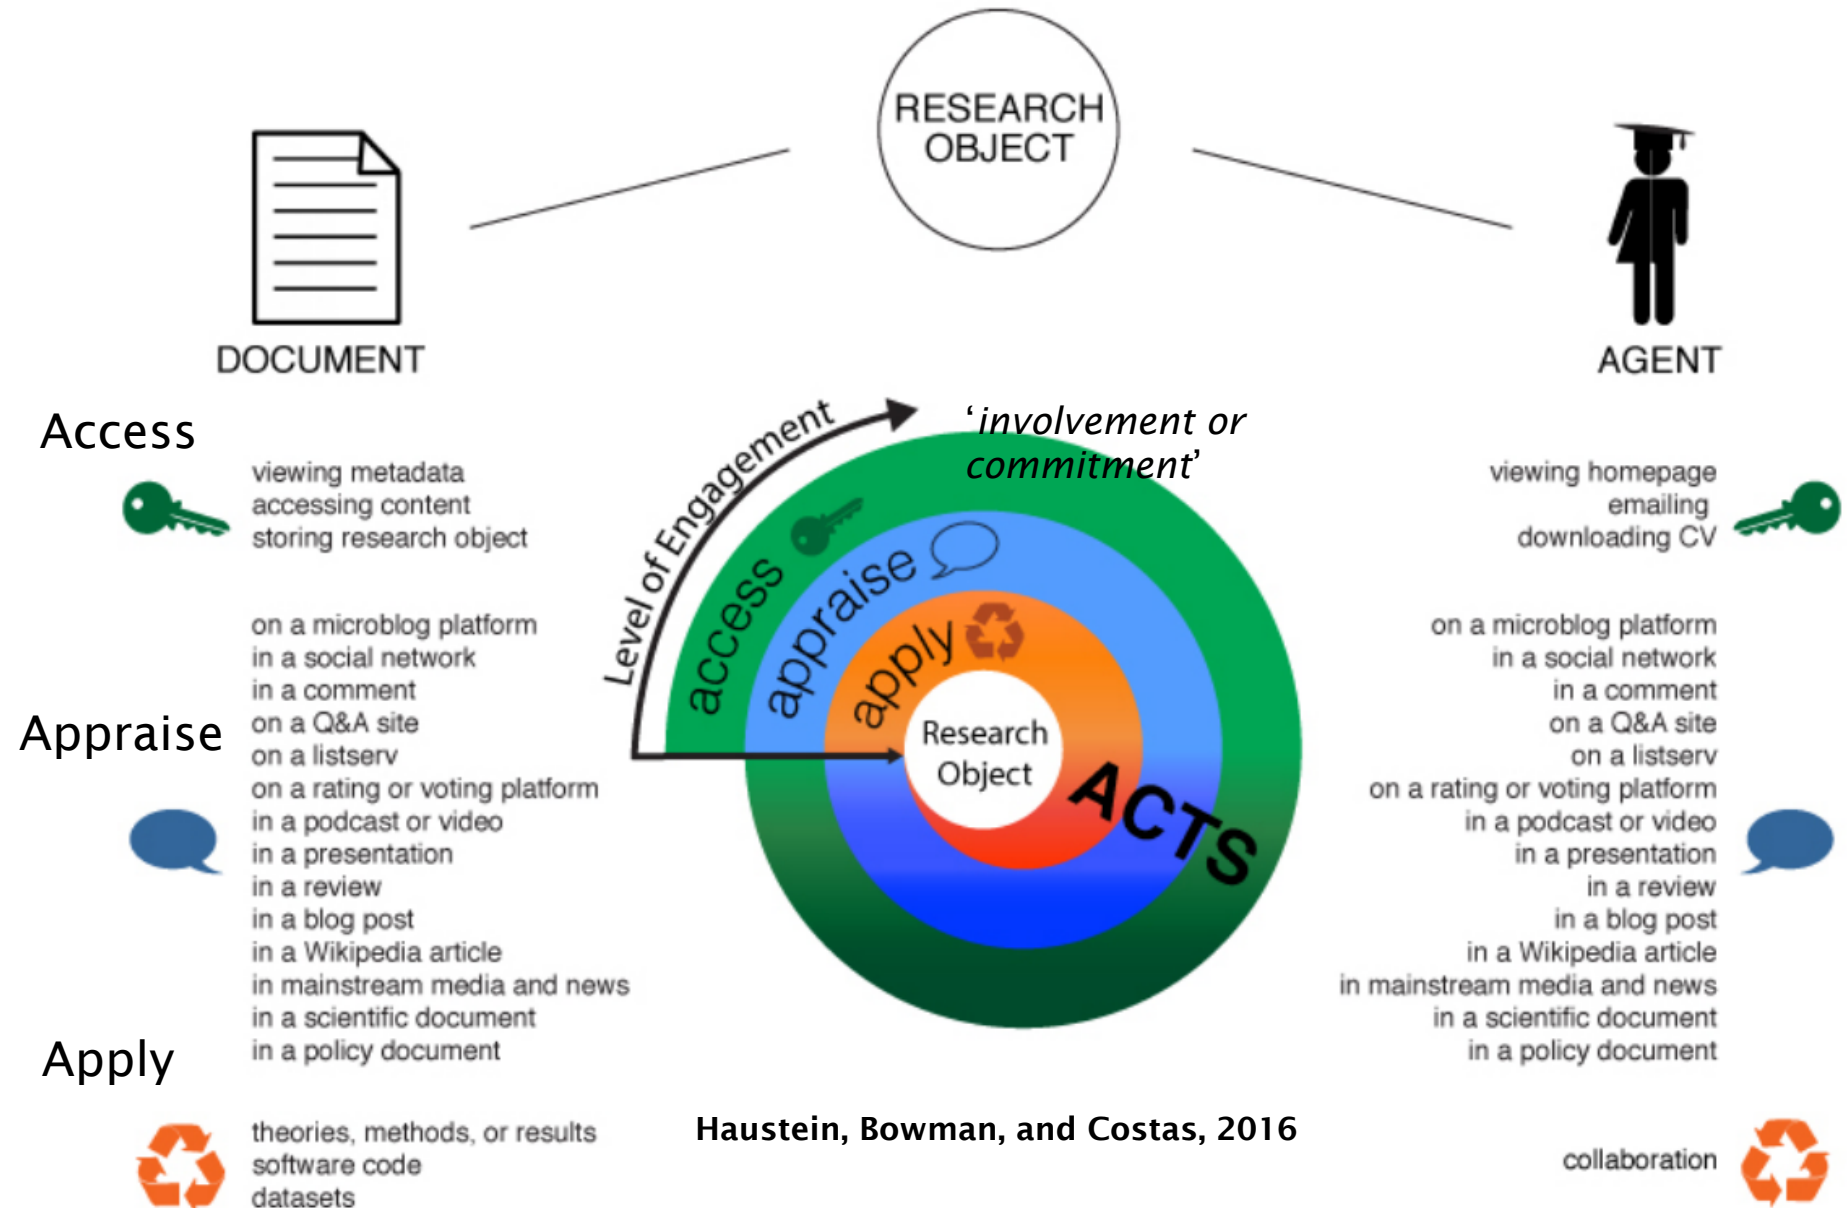 RESEARCH
OBJECT
DOCUMENT
AGENT
Access
viewing metadata
accessing content
storing research object
Appraise
on a microblog platform
in a social network
in a comment
on a Q&A site
on a listserv
on a rating or voting platform
in a podcast or video
in a presentation
in a review
in a blog post
in a Wikipedia article
in mainstream media and news
in a scientific document
in a policy document
Apply
theories, methods, or results
software code
datasets
Level of Engagement
‘involvement or
commitment’
access
appraise
apply
Research
Object
ACTS
Haustein, Bowman, and Costas, 2016
viewing homepage
emailing
downloading CV
on a microblog platform
in a social network
in a comment
on a Q&A site
on a listserv
on a rating or voting platform
in a podcast or video
in a presentation
in a review
in a blog post
in a Wikipedia article
in mainstream media and news
in a scientific document
in a policy document
collaboration